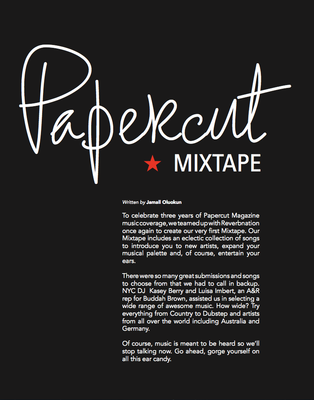 Papercut
MIXTAPE
Written by Jamail Oluokun
To celebrate three years of Papercut Magazine
music coverage, we teamed up with Reverbnation
once again to create our very first Mixtape. Our
Mixtape includes an eclectic collection of songs
to introduce you to new artists, expand your
musical palette and, of course, entertain your
ears.
There were so many great submissions and songs
to choose from that we had to call in backup.
NYC DJ Kasey Berry and Luisa Imbert, an A&R
rep for Buddah Brown, assisted us in selecting a
wide range of awesome music. How wide? Try
everything from Country to Dubstep and artists
from all over the world including Australia and
Germany.
Of course, music is meant to be heard so we'll
stop talking now. Go ahead, gorge yourself on
all this ear candy.